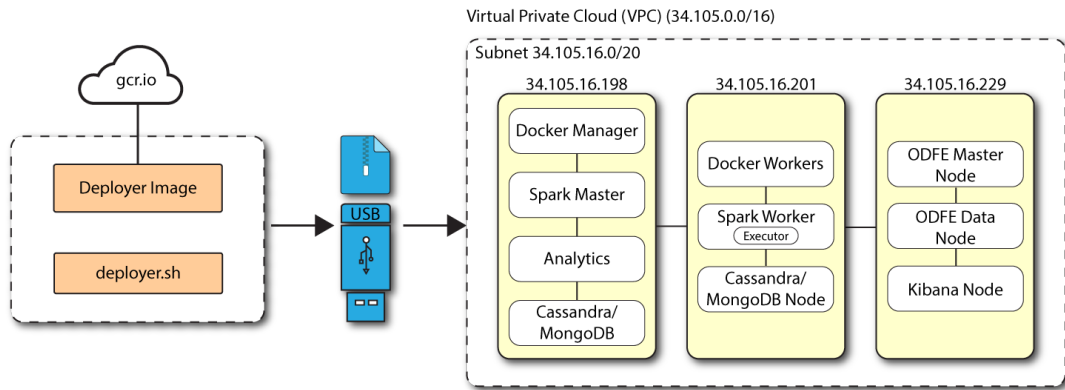 Virtual Private Cloud (VPC) (34.105.0.0/16)
Subnet 34.105.16.0/20
gcr.io
Deployer Image
deployer.sh
USB
34.105.16.198
Docker Manager
Spark Master
Analytics
Cassandra/
MongoDB
34.105.16.201
Docker Workers
Spark Worker
Executor
Cassandra/
MongoDB Node
34.105.16.229
ODFE Master
Node
ODFE Data
Node
Kibana Node